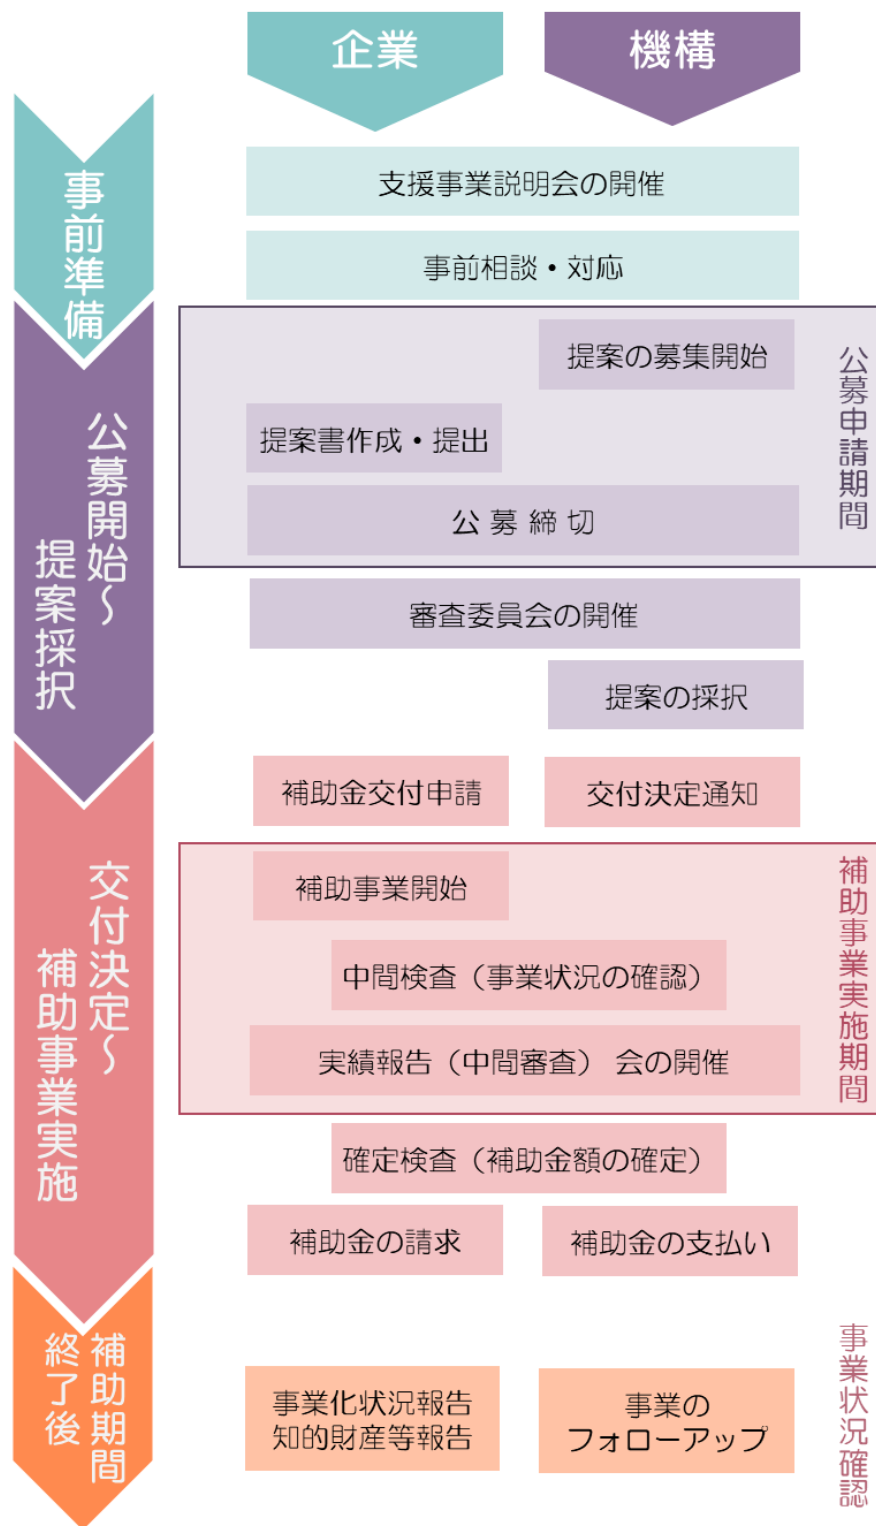 企業
機構
事前準備
支援事業説明会の開催
事前相談・対応
公募開始～
提案採択
公募申請期間
提案の募集開始
提案書作成・提出
公募締切
審査委員会の開催
提案の採択
交付決定～
補助事業実施
補助金交付申請
交付決定通知
補助事業実施期間
補助事業開始
中間検査（事業状況の確認）
実績報告（中間審査） 会の開催
確定検査（補助金額の確定）
補助金の請求
補助金の支払い
補助期間
終了後
事業化状況報告
知的財産等報告
事業の
フォローアップ
事業状況確認